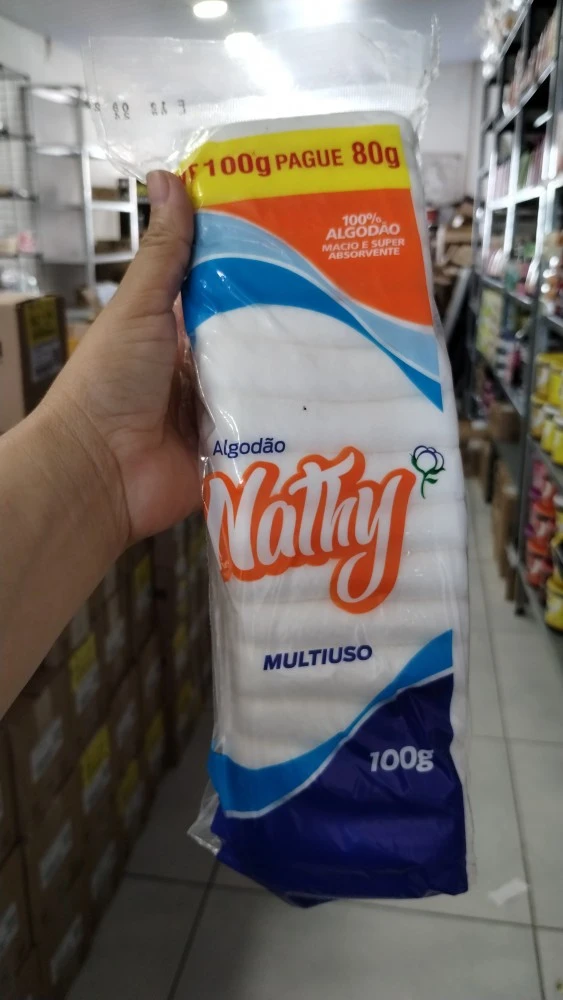 100g PAGUE 80g
100%
ALGODÃO
MACIO E SUPER
ABSORVENTE
Algodão
Nathy
MULTIUSO
100g